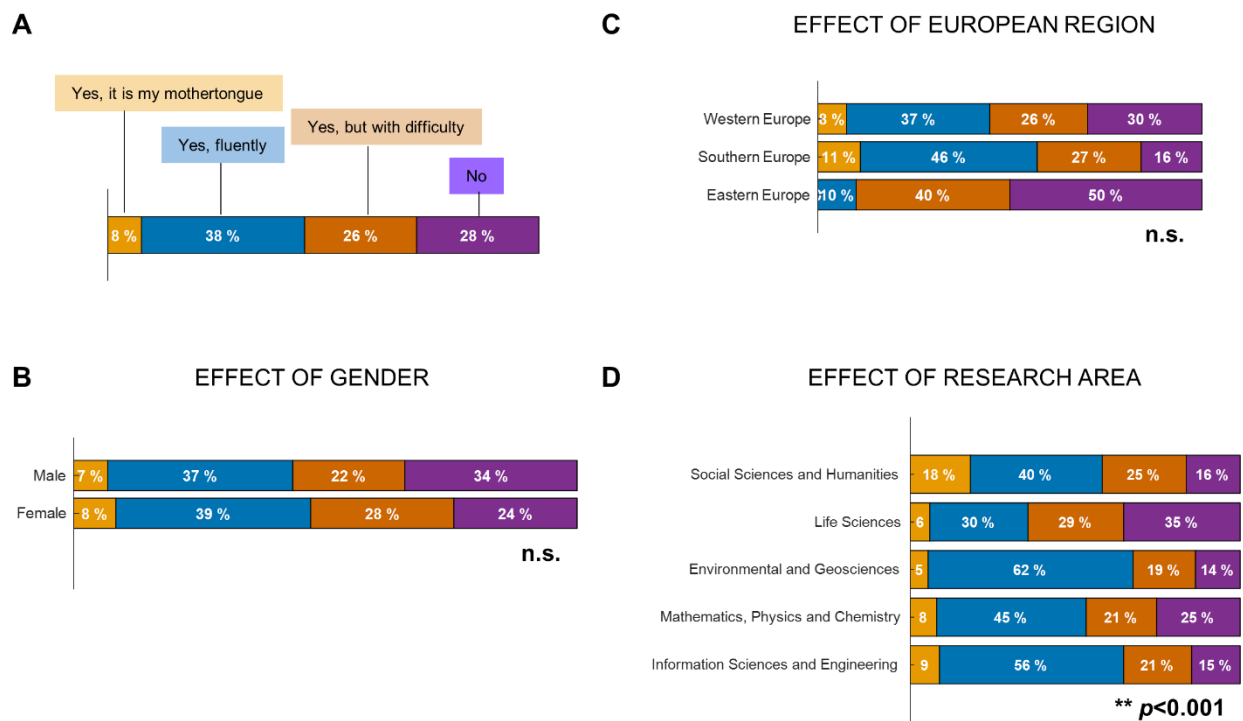 A
Yes, it is my mothertongue
Yes, but with difficulty
Yes, fluently
No
8 %
38 %
26 %
28 %
B
EFFECT OF GENDER
Male
7 %
37 %
22 %
34 %
Female
8 %
39 %
28 %
24 %
n.s.
C
EFFECT OF EUROPEAN REGION
Western Europe
3 %
37 %
26 %
30 %
Southern Europe
11 %
46 %
27 %
16 %
Eastern Europe
10 %
40 %
50 %
n.s.
D
EFFECT OF RESEARCH AREA
Social Sciences and Humanities
18 %
40 %
25 %
16 %
Life Sciences
6
30 %
29 %
35 %
Environmental and Geosciences
5
62 %
19 %
14 %
Mathematics, Physics and Chemistry
8
45 %
21 %
25 %
Information Sciences and Engineering
9
56 %
21 %
15 %
** p<0.001